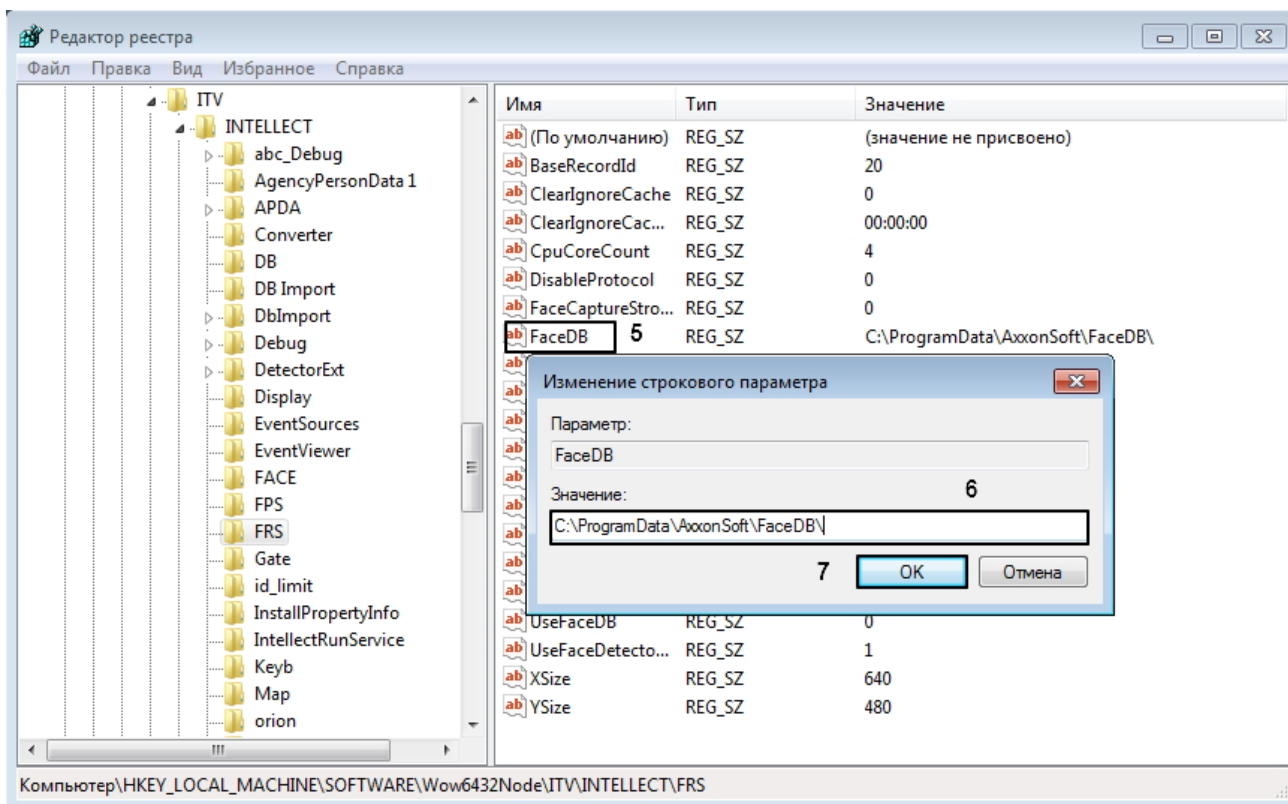 Редактор реестра
Файл Правка Вид Избранное Справка
ITV
INTELLECT
abc_Debug
AgencyPersonData 1
APDA
Converter
DB
DB Import
DbImport
Debug
DetectorExt
Display
EventSources
EventViewer
FACE
FPS
FRS
Gate
id_limit
InstallPropertyInfo
IntellectRunService
Keyb
Map
orion
Имя Тип Значение
(По умолчанию) REG_SZ (значение не присвоено)
BaseRecordId REG_SZ 20
ClearIgnoreCache REG_SZ 0
ClearIgnoreCac... REG_SZ 00:00:00
CpuCoreCount REG_SZ 4
DisableProtocol REG_SZ 0
FaceCaptureStro... REG_SZ 0
FaceDB 5 REG_SZ C:\ProgramData\AxxonSoft\FaceDB\
Изменение строкового параметра
Параметр:
FaceDB
Значение: 6
C:\ProgramData\AxxonSoft\FaceDB\
7 OK Отмена
UseFaceDB REG_SZ 0
UseFaceDetecto... REG_SZ 1
XSize REG_SZ 640
YSize REG_SZ 480
Компьютер\HKEY_LOCAL_MACHINE\SOFTWARE\Wow6432Node\ITV\INTELLECT\FRS